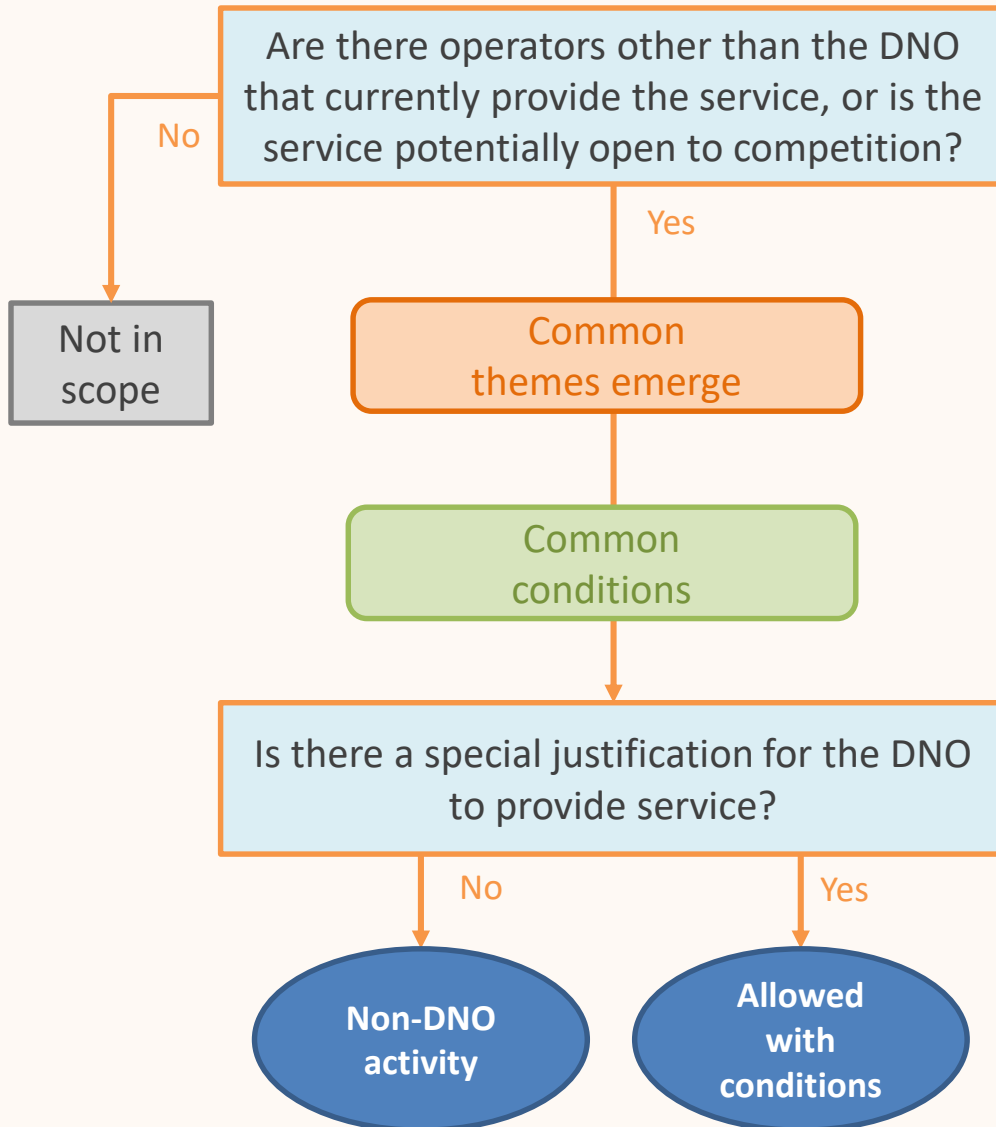 Are there operators other than the DNO
that currently provide the service, or is the
service potentially open to competition?
No
Yes
Not in
scope
Common
themes emerge
Common
conditions
Is there a special justification for the DNO
to provide service?
No
Yes
Non-DNO
activity
Allowed
with
conditions